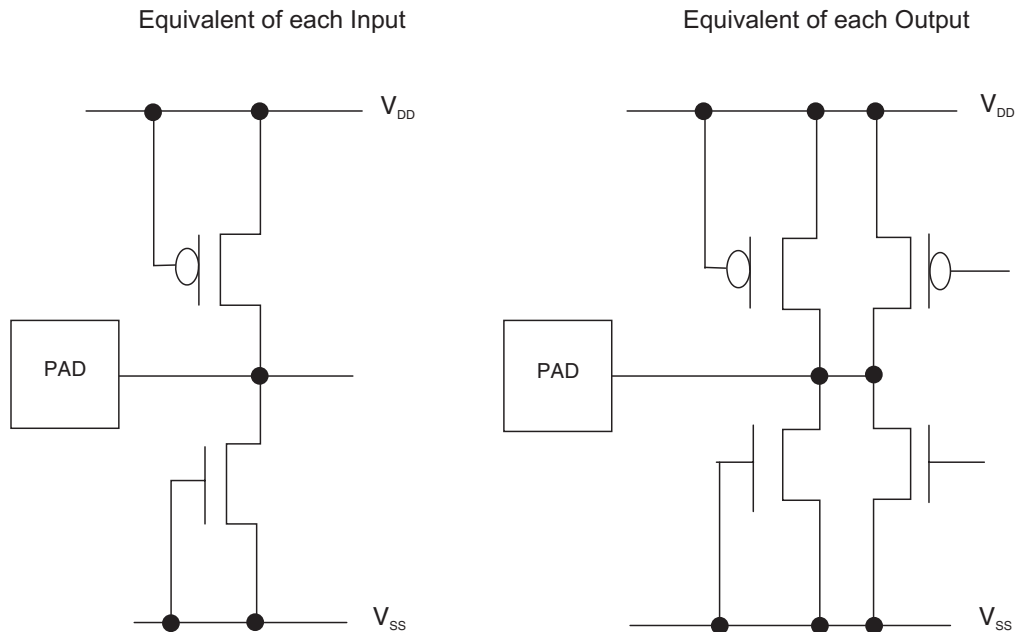 Equivalent of each Input
Equivalent of each Output
VDD
VDD
PAD
PAD
VSS
VSS